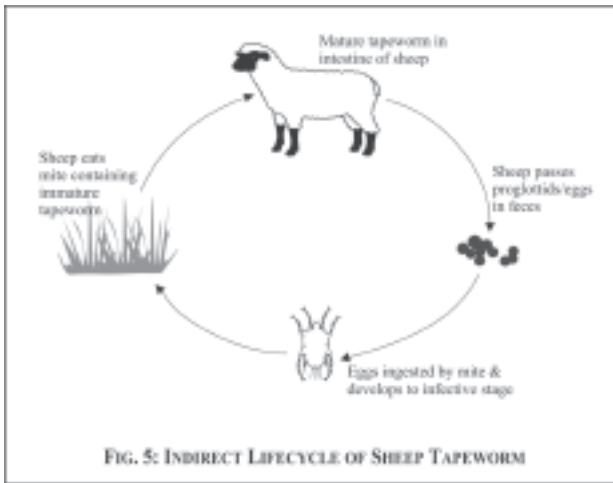 Mature tapeworm in
intestine of sheep
Sheep passes
proglottids/eggs
in feces
Eggs ingested by mite &
develops to infective stage
Sheep eats
mite containing
immature
tapeworm
FIG. 5: INDIRECT LIFECYCLE OF SHEEP TAPEWORM